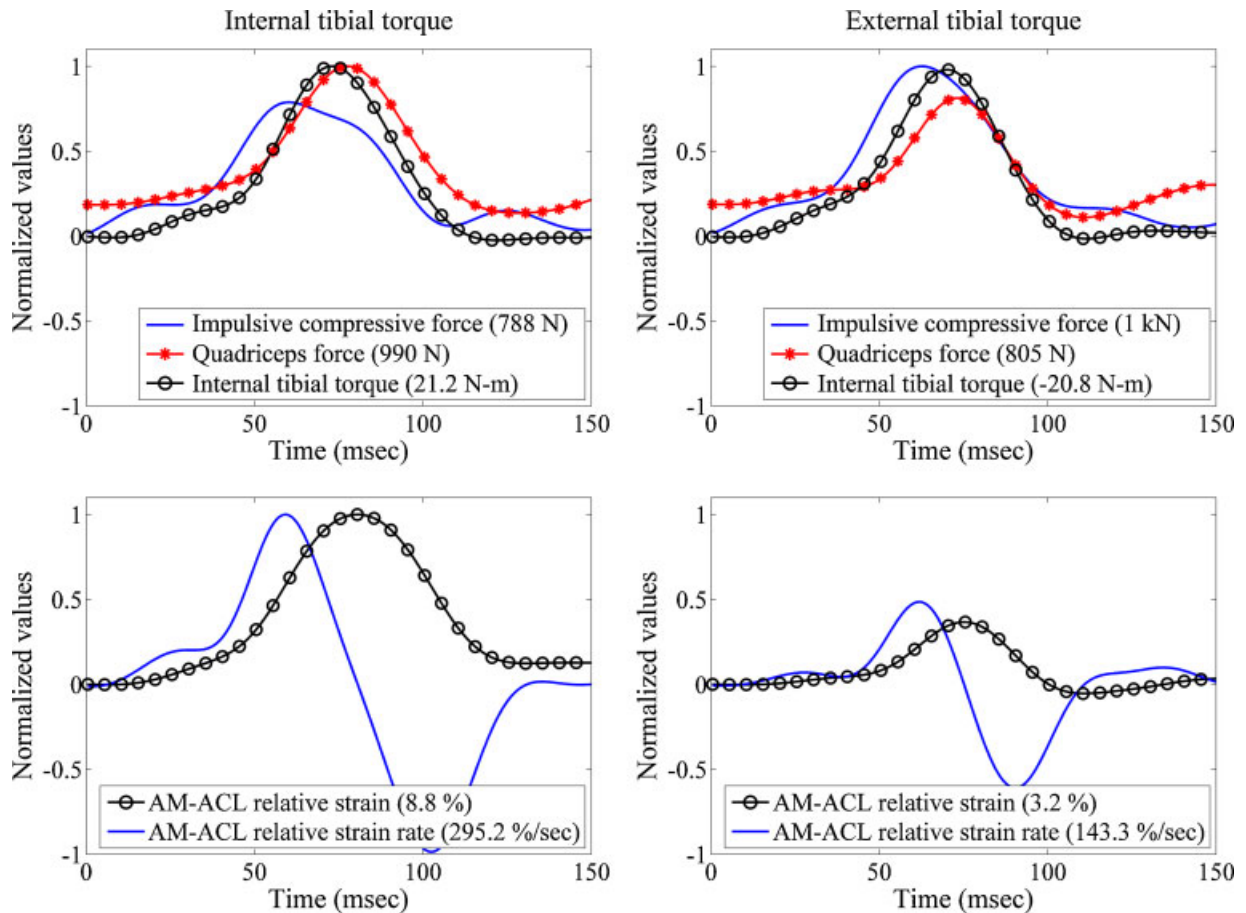 Internal tibial torque
External tibial torque
Normalized values
1
0.5
0
-0.5
-1
Impulsive compressive force (788 N)
Quadriceps force (990 N)
Internal tibial torque (21.2 N-m)
0
50
100
150
Time (msec)
Normalized values
1
0.5
0
-0.5
-1
Impulsive compressive force (1 kN)
Quadriceps force (805 N)
Internal tibial torque (-20.8 N-m)
0
50
100
150
Time (msec)
Normalized values
1
0.5
0
-0.5
-1
AM-ACL relative strain (8.8 %)
AM-ACL relative strain rate (295.2 %/sec)
0
50
100
150
Time (msec)
Normalized values
1
0.5
0
-0.5
-1
AM-ACL relative strain (3.2 %)
AM-ACL relative strain rate (143.3 %/sec)
0
50
100
150
Time (msec)